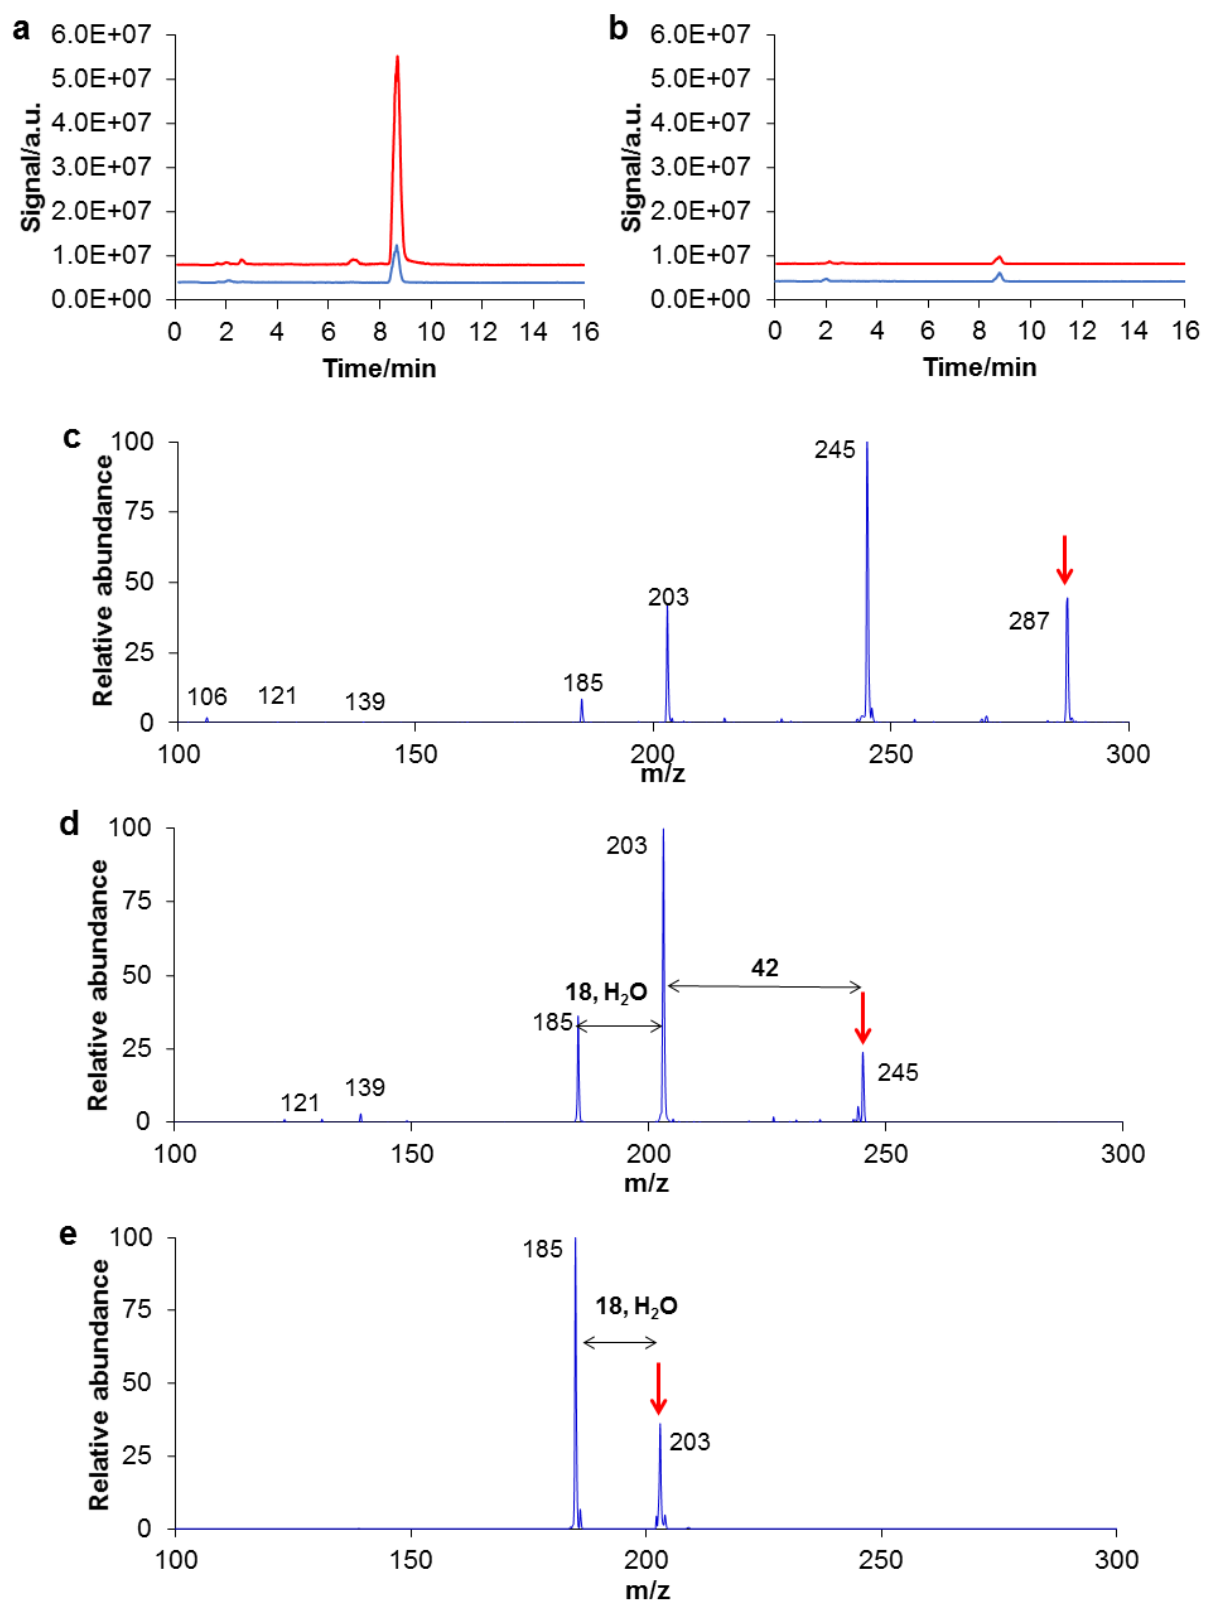 a
6.0E+07
5.0E+07
4.0E+07
3.0E+07
2.0E+07
1.0E+07
0.0E+00
Signal/a.u.
0 2 4 6 8 10 12 14 16
Time/min
b
6.0E+07
5.0E+07
4.0E+07
3.0E+07
2.0E+07
1.0E+07
0.0E+00
Signal/a.u.
0 2 4 6 8 10 12 14 16
Time/min
c
Relative abundance
100
75
50
25
0
245
203
287
185
106 121 139
100 150 200 250 300
m/z
d
Relative abundance
100
75
50
25
0
203
42
18, H₂O
185
245
139
121
100 150 200 250 300
m/z
e
Relative abundance
100
75
50
25
0
185
18, H₂O
203
100 150 200 250 300
m/z